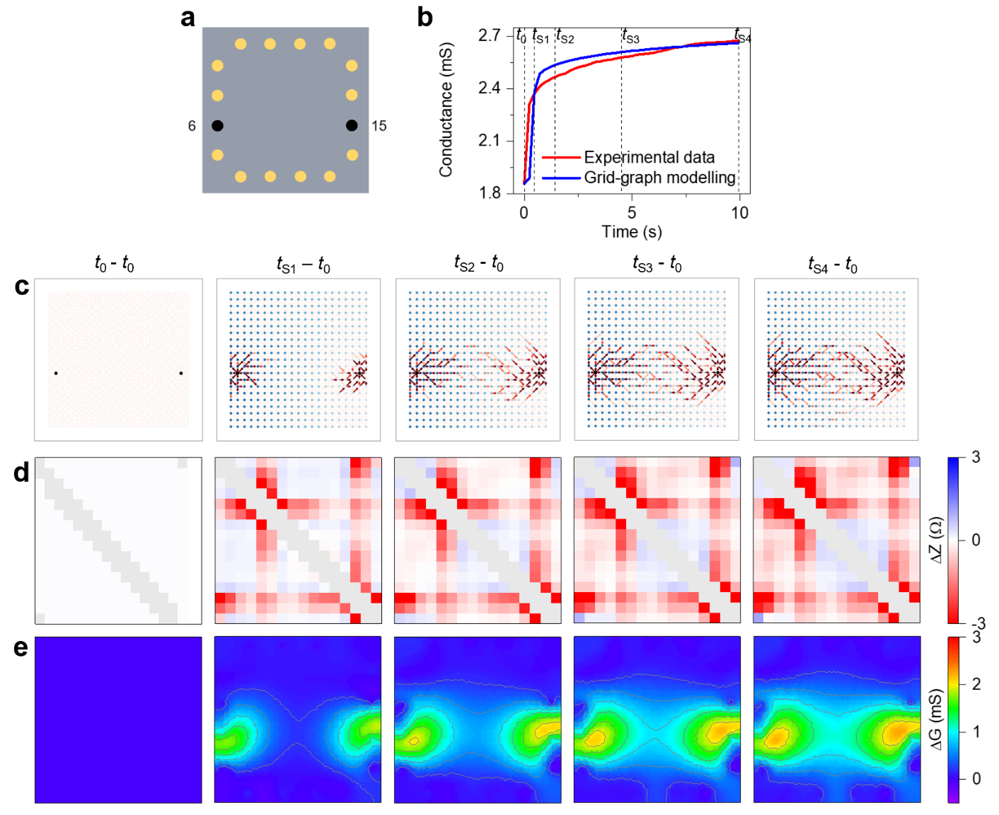 a
6
15
b
t0 tS1 tS2 tS3 tS4
2.7
2.4
2.1
1.8
Conductance (mS)
Experimental data
Grid-graph modelling
0 5 10
Time (s)
t0 - t0 tS1 – t0 tS2 - t0 tS3 - t0 tS4 - t0
c
d
3
0
-3
ΔZ (Ω)
e
3
2
1
0
ΔG (mS)